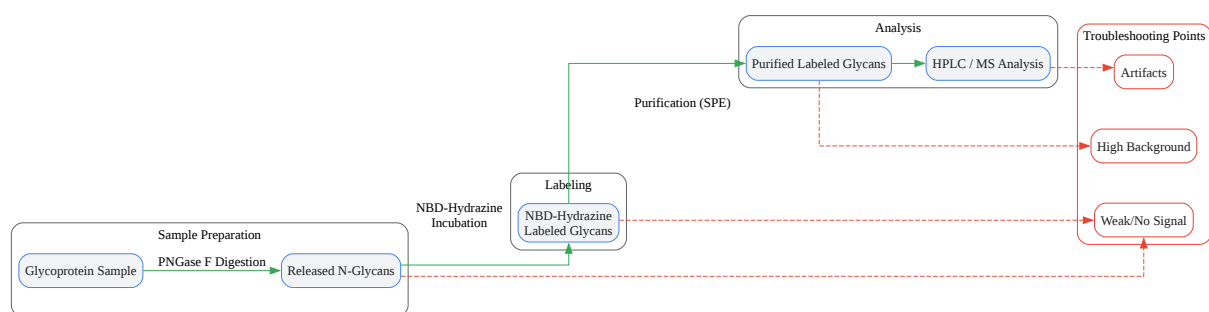 Analysis
Troubleshooting Points
Purified Labeled Glycans
HPLC / MS Analysis
Artifacts
Purification (SPE)
High Background
Labeling
NBD-Hydrazine
Incubation
NBD-Hydrazine
Labeled Glycans
Weak/No Signal
Sample Preparation
Glycoprotein Sample
PNGase F Digestion
Released N-Glycans